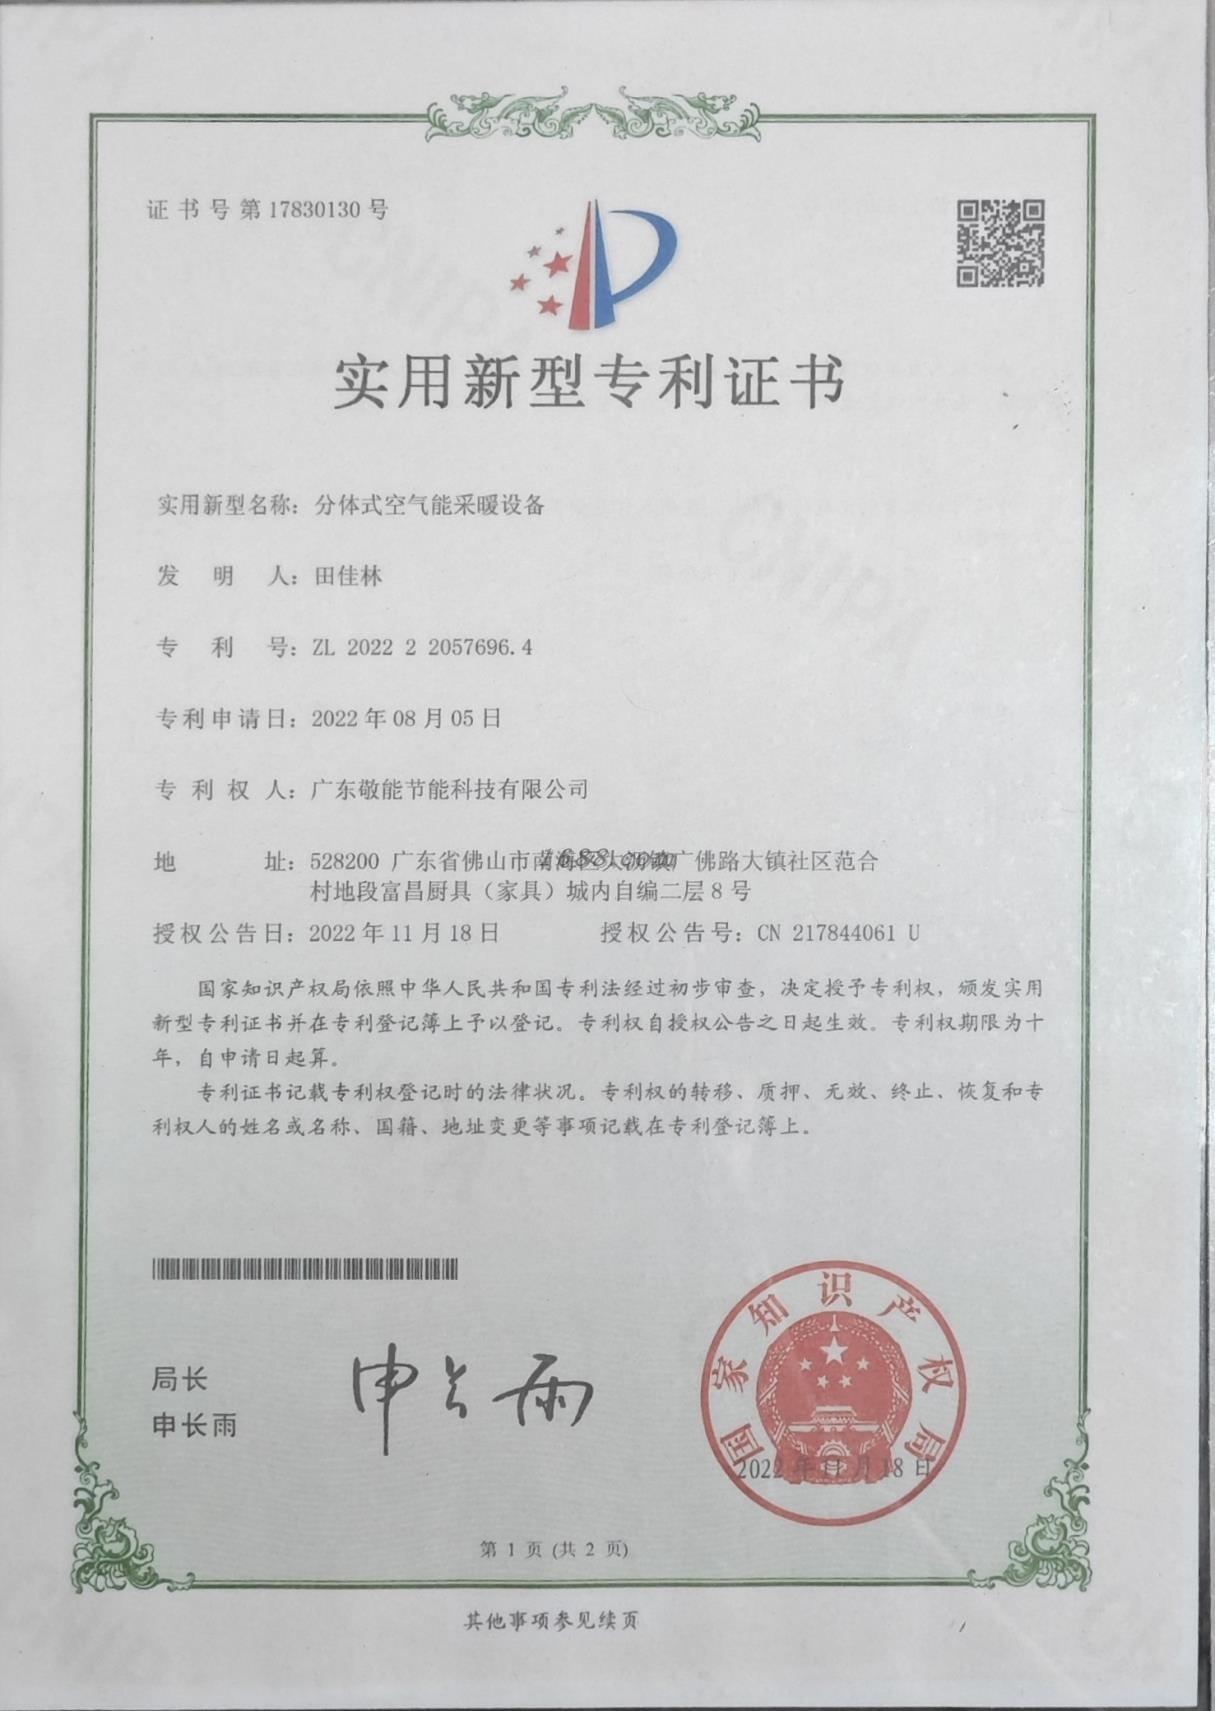 证书号第17830130号
实用新型专利证书
实用新型名称：分体式空气能采暖设备
发明人：田佳林
专利号：ZL 2022 2 2057696.4
专利申请日：2022年08月05日
专利权人：广东敬能节能科技有限公司
地址：528200 广东省佛山市南海区大沥镇广佛路大镇社区范合
村地段富昌厨具（家具）城内自编二层8号
1688.com
授权公告日：2022年11月18日 授权公告号：CN 217844061 U
国家知识产权局依照中华人民共和国专利法经过初步审查，决定授予专利权，颁发实用
新型专利证书并在专利登记簿上予以登记。专利权自授权公告之日起生效。专利权期限为十
年，自申请日起算。
专利证书记载专利权登记时的法律状况。专利权的转移、质押、无效、终止、恢复和专
利权人的姓名或名称、国籍、地址变更等事项记载在专利登记簿上。
局长
申长雨
申长雨
国家知识产权局
2022年11月18日
第 1 页 (共 2 页)
其他事项参见续页